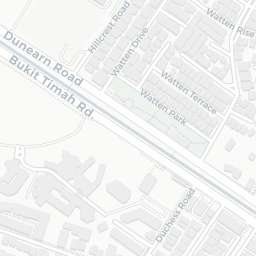 Hillcrest Road
Watten Rise
Watten Drive
Watten Terrace
Watten Park
Dunearn Road
Bukit Timah Rd
Duchess Road